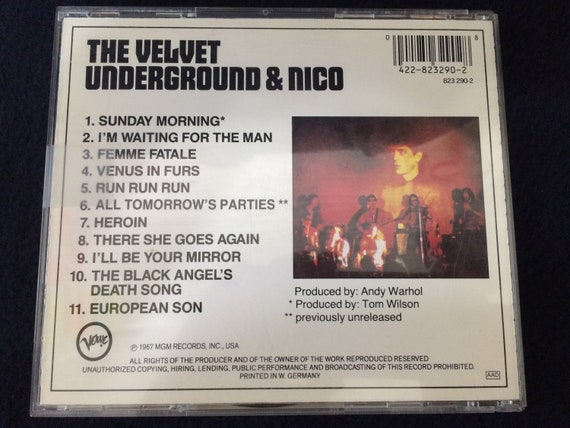 THE VELVET
UNDERGROUND & NICO
0 8
422-823290-2
823 290-2
1. SUNDAY MORNING*
2. I'M WAITING FOR THE MAN
3. FEMME FATALE
4. VENUS IN FURS
5. RUN RUN RUN
6. ALL TOMORROW'S PARTIES **
7. HEROIN
8. THERE SHE GOES AGAIN
9. I'LL BE YOUR MIRROR
10. THE BLACK ANGEL'S
DEATH SONG
11. EUROPEAN SON
Produced by: Andy Warhol
* Produced by: Tom Wilson
** previously unreleased
Verve
℗ 1967 MGM RECORDS, INC., USA
ALL RIGHTS OF THE PRODUCER AND OF THE OWNER OF THE WORK REPRODUCED RESERVED
UNAUTHORIZED COPYING, HIRING, LENDING, PUBLIC PERFORMANCE AND BROADCASTING OF THIS RECORD PROHIBITED.
PRINTED IN W. GERMANY
AAD